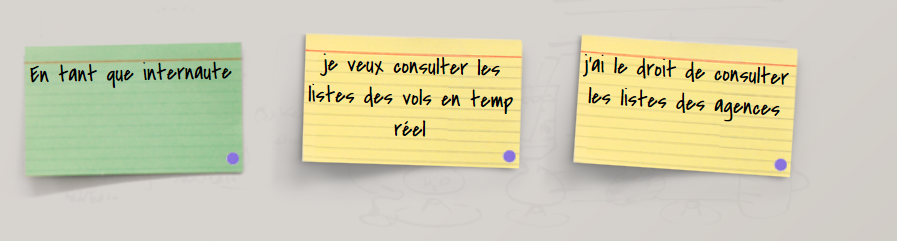 En tant que internaute
je veux consulter les
listes des vols en temp
réel
j'ai le droit de consulter
les listes des agences